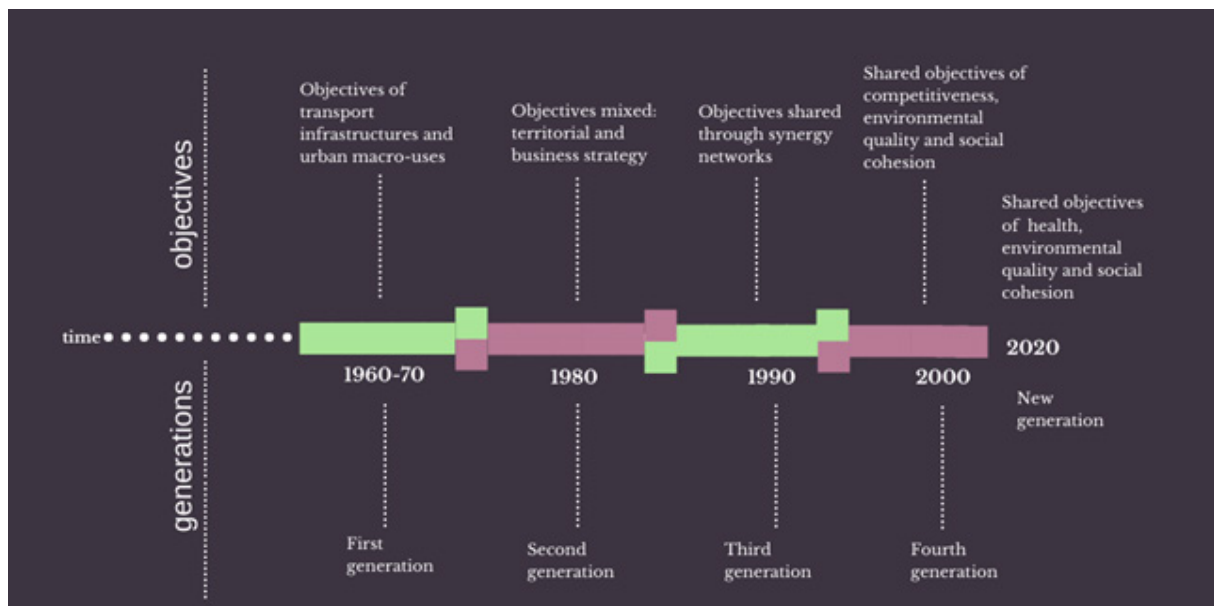 objectives
Objectives of
transport
infrastructures and
urban macro-uses
Objectives mixed:
territorial and
business strategy
Objectives shared
through synergy
networks
Shared objectives of
competitiveness,
environmental
quality and social
cohesion
Shared objectives
of health,
environmental
quality and social
cohesion
time
1960-70
1980
1990
2000
2020
New
generation
generations
First
generation
Second
generation
Third
generation
Fourth
generation